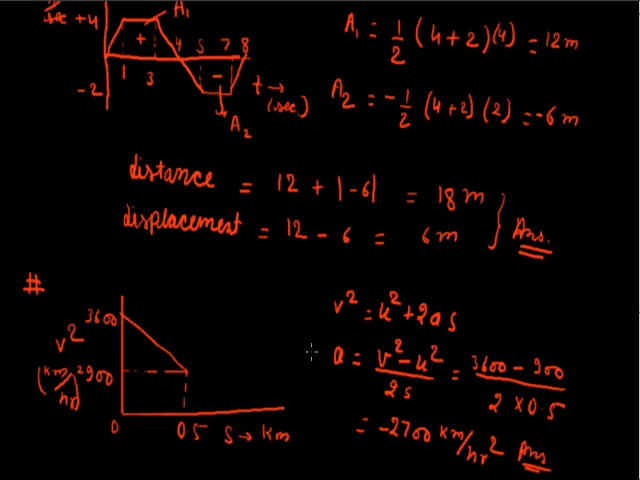 m/sec +4 A₁
+ 4 5 7 8
1 3 −
-2 t → (sec.)
A₂
A₁ = 1/2 (4+2)(4) = 12 m
A₂ = -1/2 (4+2)(2) = -6 m
distance = 12 + |-6| = 18 m
displacement = 12 - 6 = 6 m } Ans.
#
3600
v²
(km/hr)² 900
0 0.5 S → Km
v² = u² + 2as
a = v² - u² / 2s = 3600 - 900 / 2 × 0.5
= -2700 km/hr² Ans